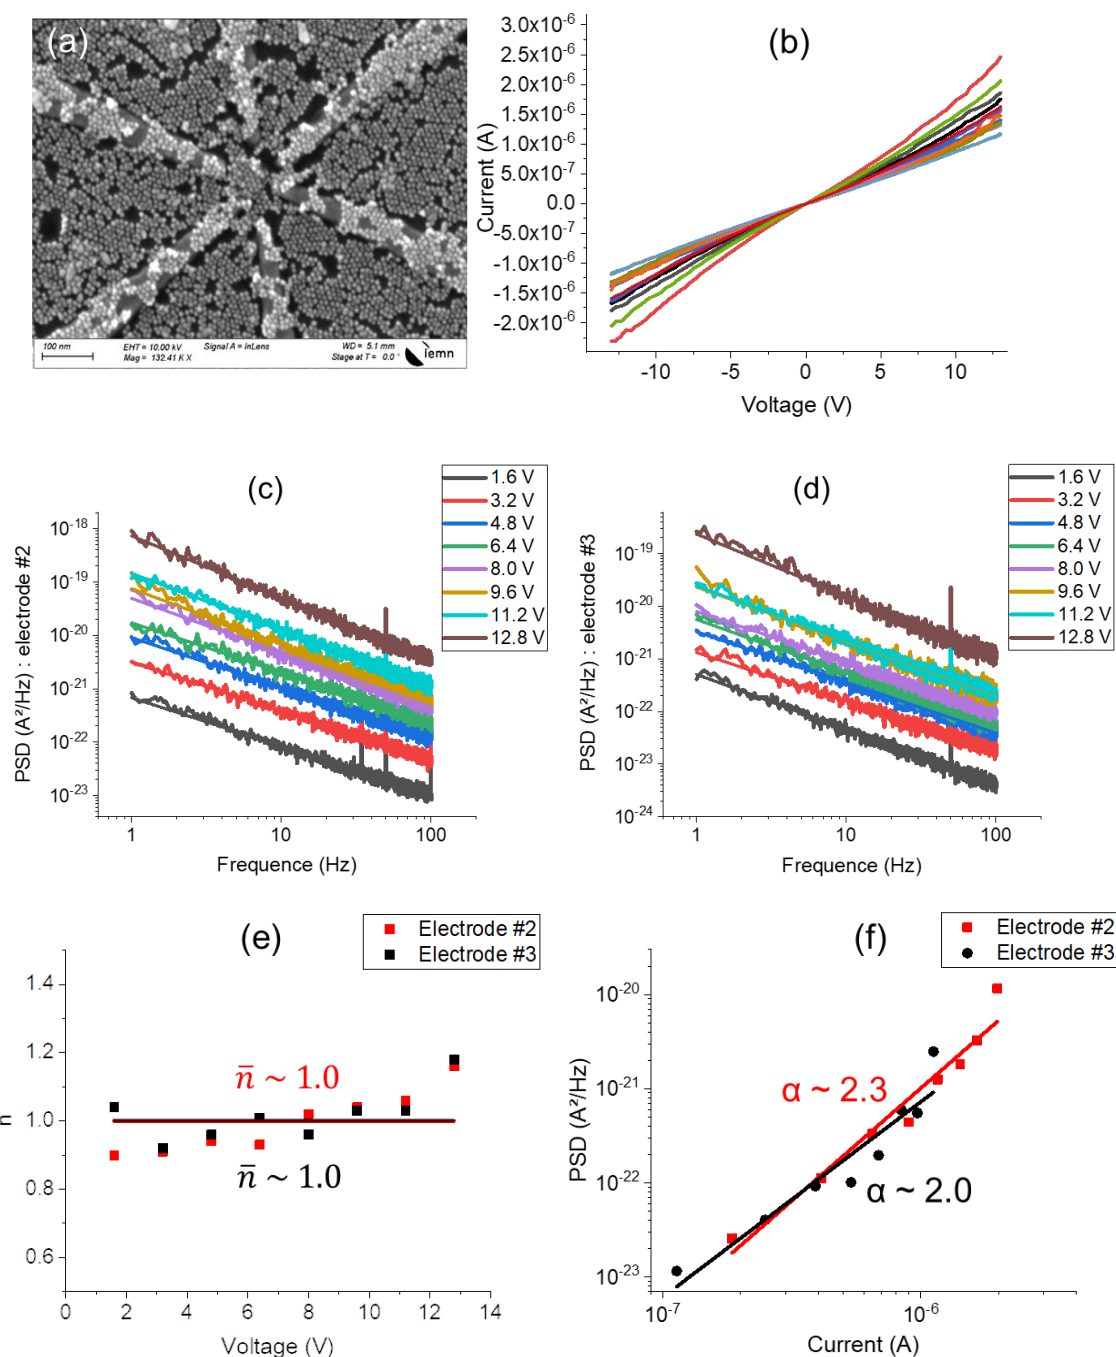 (a)
100 nm
EHT = 10.00 kV
Mag = 132.41 K X
Signal A = InLens
WD = 5.1 mm
Stage at T = 0.0 °
iemn
(b)
Current (A)
3.0x10⁻⁶
2.5x10⁻⁶
2.0x10⁻⁶
1.5x10⁻⁶
1.0x10⁻⁶
5.0x10⁻⁷
0.0
-5.0x10⁻⁷
-1.0x10⁻⁶
-1.5x10⁻⁶
-2.0x10⁻⁶
-10 -5 0 5 10
Voltage (V)
(c)
1.6 V
3.2 V
4.8 V
6.4 V
8.0 V
9.6 V
11.2 V
12.8 V
PSD (A²/Hz) : electrode #2
10⁻¹⁸
10⁻¹⁹
10⁻²⁰
10⁻²¹
10⁻²²
10⁻²³
1 10 100
Frequence (Hz)
(d)
1.6 V
3.2 V
4.8 V
6.4 V
8.0 V
9.6 V
11.2 V
12.8 V
PSD (A²/Hz) : electrode #3
10⁻¹⁹
10⁻²⁰
10⁻²¹
10⁻²²
10⁻²³
10⁻²⁴
1 10 100
Frequence (Hz)
(e)
Electrode #2
Electrode #3
n
1.4
1.2
1.0
0.8
0.6
n̅ ~ 1.0
n̅ ~ 1.0
0 2 4 6 8 10 12 14
Voltage (V)
(f)
Electrode #2
Electrode #3
PSD (A²/Hz)
10⁻²⁰
10⁻²¹
10⁻²²
10⁻²³
α ~ 2.3
α ~ 2.0
10⁻⁷ 10⁻⁶
Current (A)